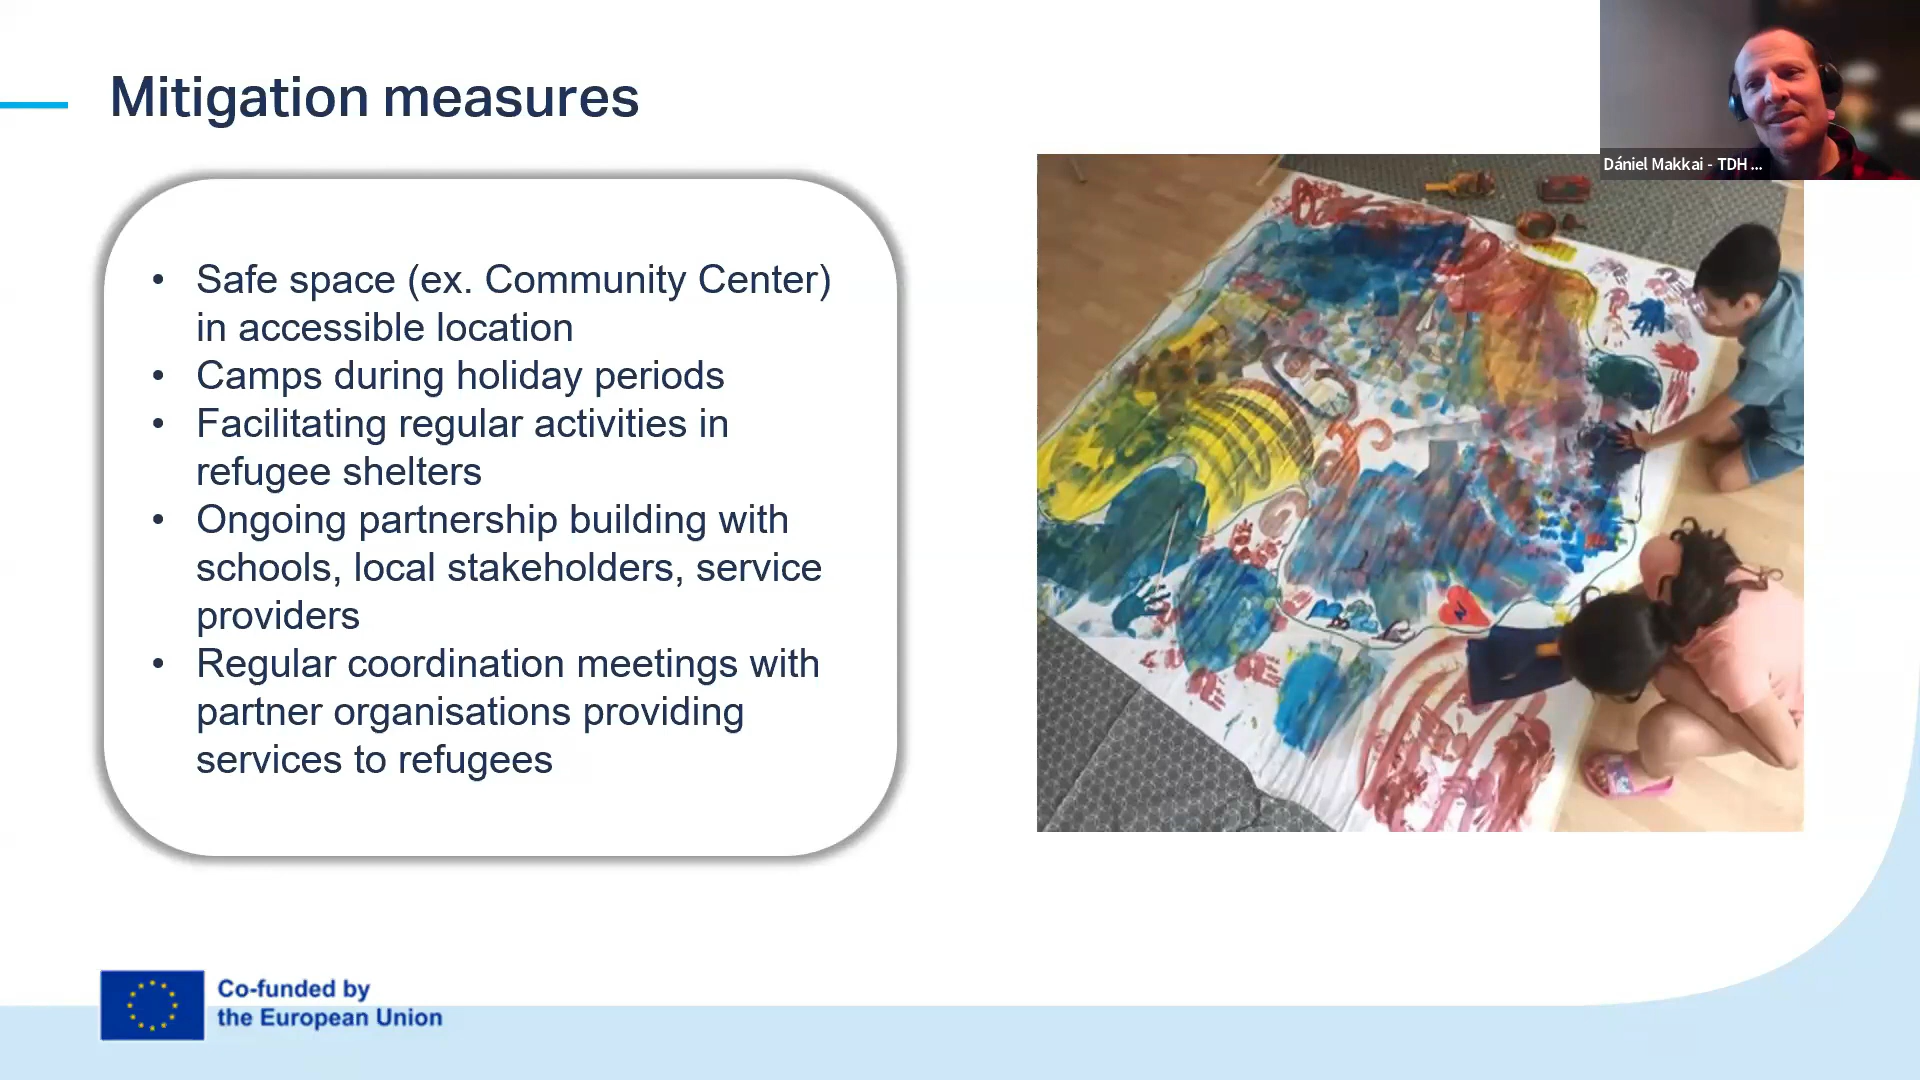 Mitigation measures
Dániel Makkai - TDH ...
• Safe space (ex. Community Center)
in accessible location
• Camps during holiday periods
• Facilitating regular activities in
refugee shelters
• Ongoing partnership building with
schools, local stakeholders, service
providers
• Regular coordination meetings with
partner organisations providing
services to refugees
Co-funded by
the European Union